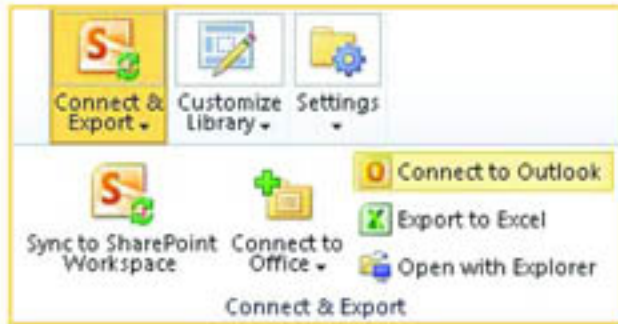 Connect & Customize Settings
Export Library
Connect to Outlook
Export to Excel
Sync to SharePoint Connect to
Workspace Office
Open with Explorer
Connect & Export